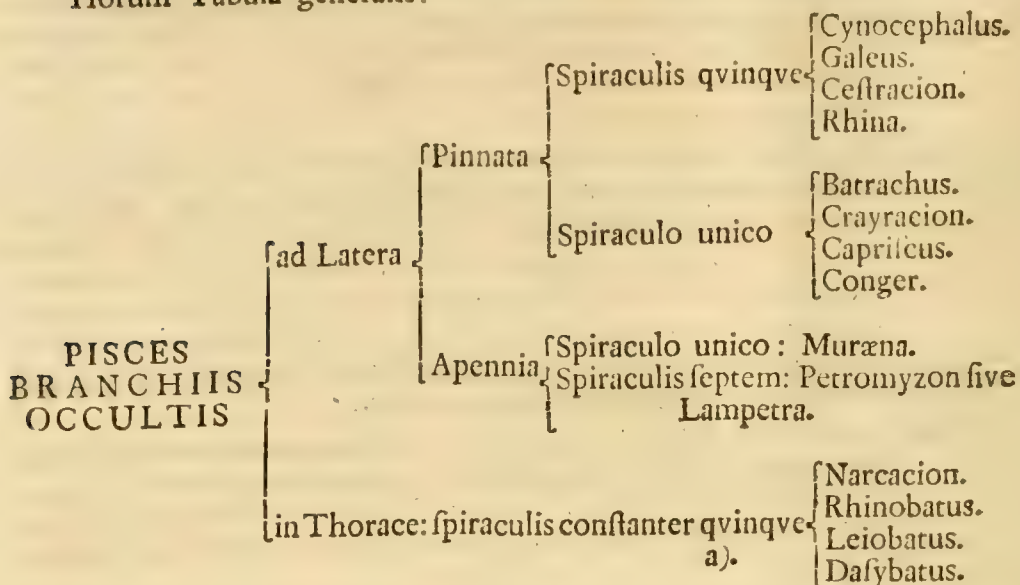 Horum Tabula generalis.
Cynocephalus.
Galeus.
Spiraculis qvinqve
Ceſtracion.
Rhina.
Pinnata
Batrachus.
Crayracion.
Spiraculo unico
Capriſcus.
Conger.
ad Latera
PISCES
BRANCHIIS
OCCULTIS
Apennia
Spiraculo unico: Muræna.
Spiraculis ſeptem: Petromyzon ſive
Lampetra.
Narcacion.
Rhinobatus.
in Thorace: ſpiraculis conſtanter qvinqve
a).
Leiobatus.
Daſybatus.